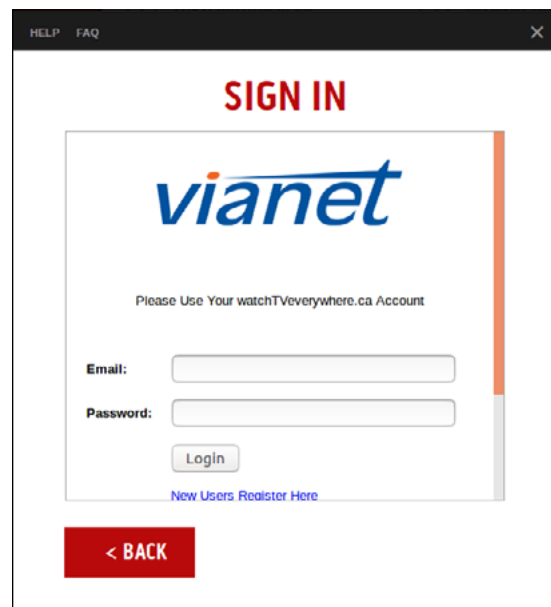 HELP FAQ
SIGN IN
vianet
Please Use Your watchTVeverywhere.ca Account
Email:
Password:
Login
New Users Register Here
< BACK